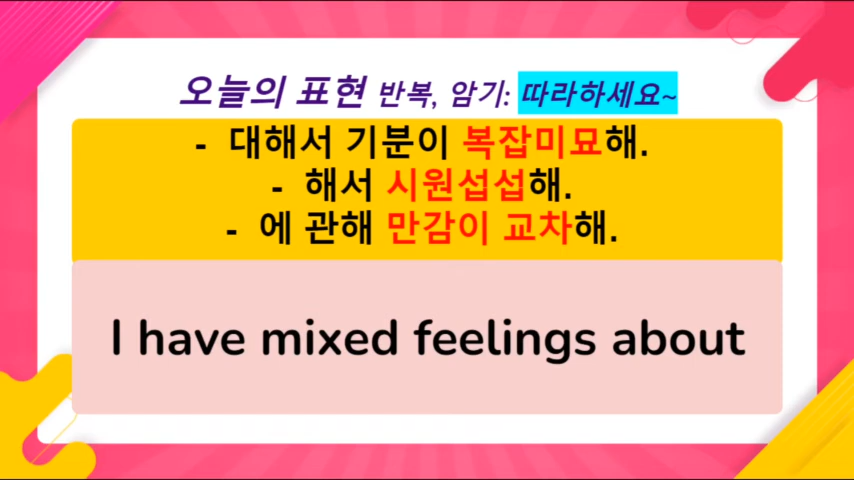 오늘의 표현 반복, 암기: 따라하세요~
- 대해서 기분이 복잡미묘해.
- 해서 시원섭섭해.
- 에 관해 만감이 교차해.
I have mixed feelings about